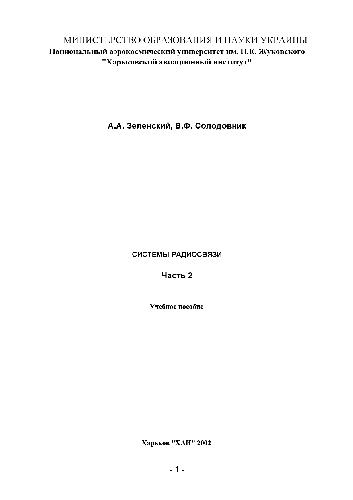 МИНИСТЕРСТВО ОБРАЗОВАНИЯ И НАУКИ УКРАИНЫ
Национальный аэрокосмический университет им. Н.Е. Жуковского
"Харьковский авиационный институт"
А.А. Зеленский, В.Ф. Солодовник
СИСТЕМЫ РАДИОСВЯЗИ
Часть 2
Учебное пособие
Харьков "ХАИ" 2002
- 1 -